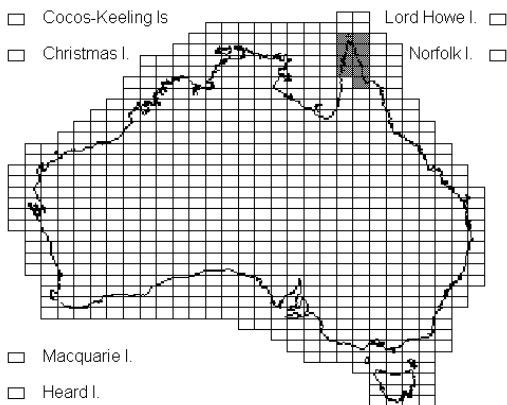 Cocos-Keeling Is
Lord Howe I.
Christmas I.
Norfolk I.
Macquarie I.
Heard I.